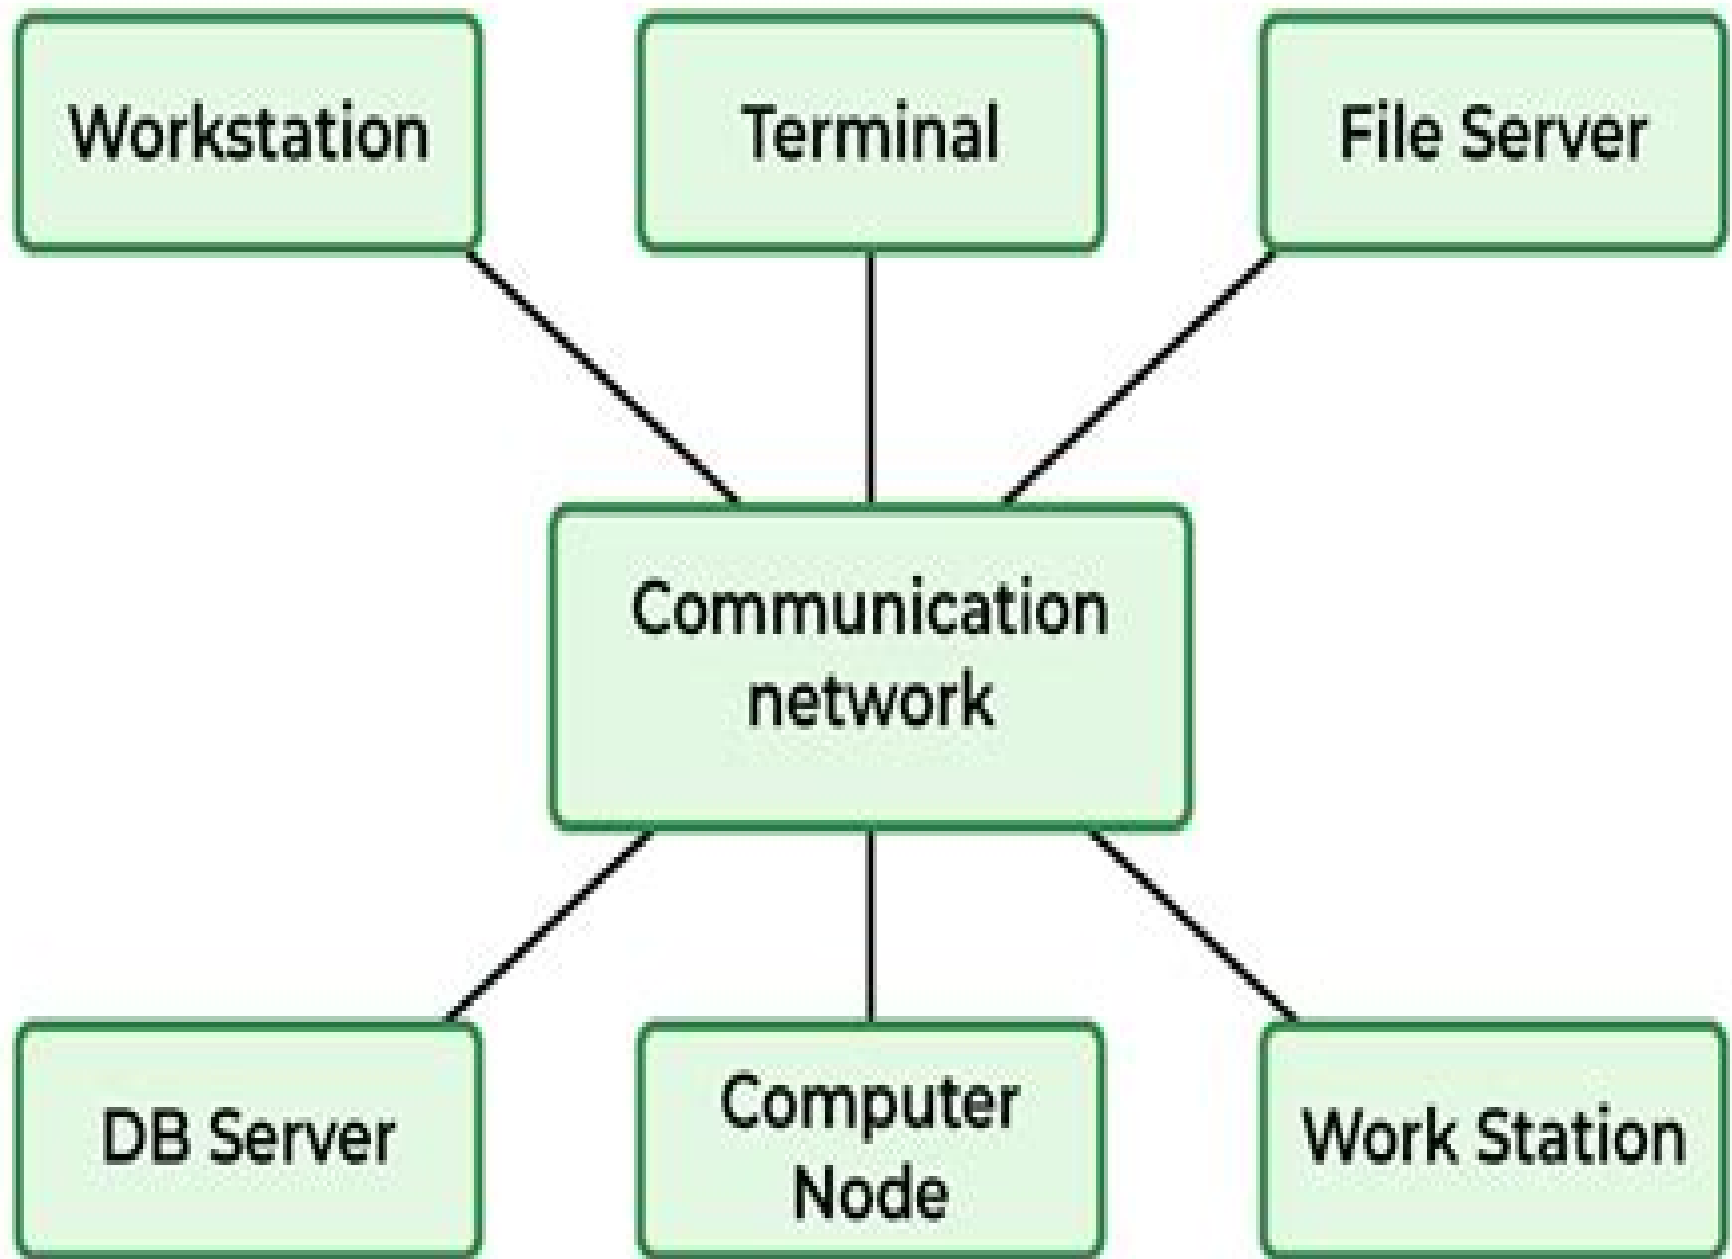 Workstation
Terminal
File Server
Communication
network
DB Server
Computer
Node
Work Station